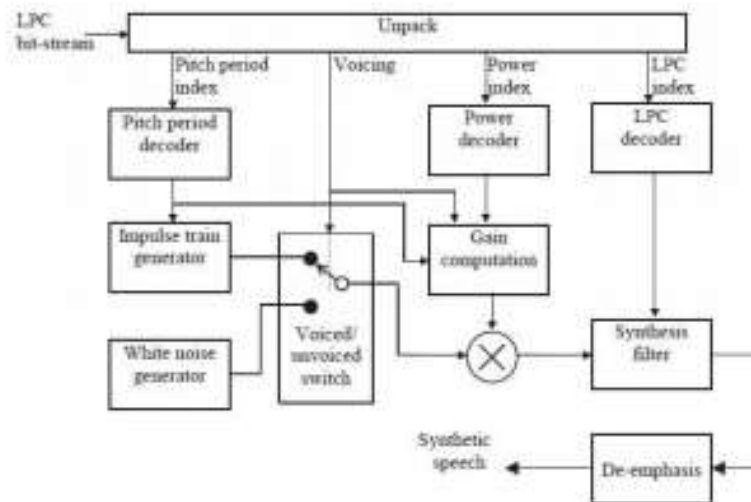 LPC
bit-stream
Unpack
Pitch period
index
Voicing
Power
index
LPC
index
Pitch period
decoder
Power
decoder
LPC
decoder
Impulse train
generator
Gain
computation
White noise
generator
Voiced/
unvoiced
switch
Synthesis
filter
Synthetic
speech
De-emphasis